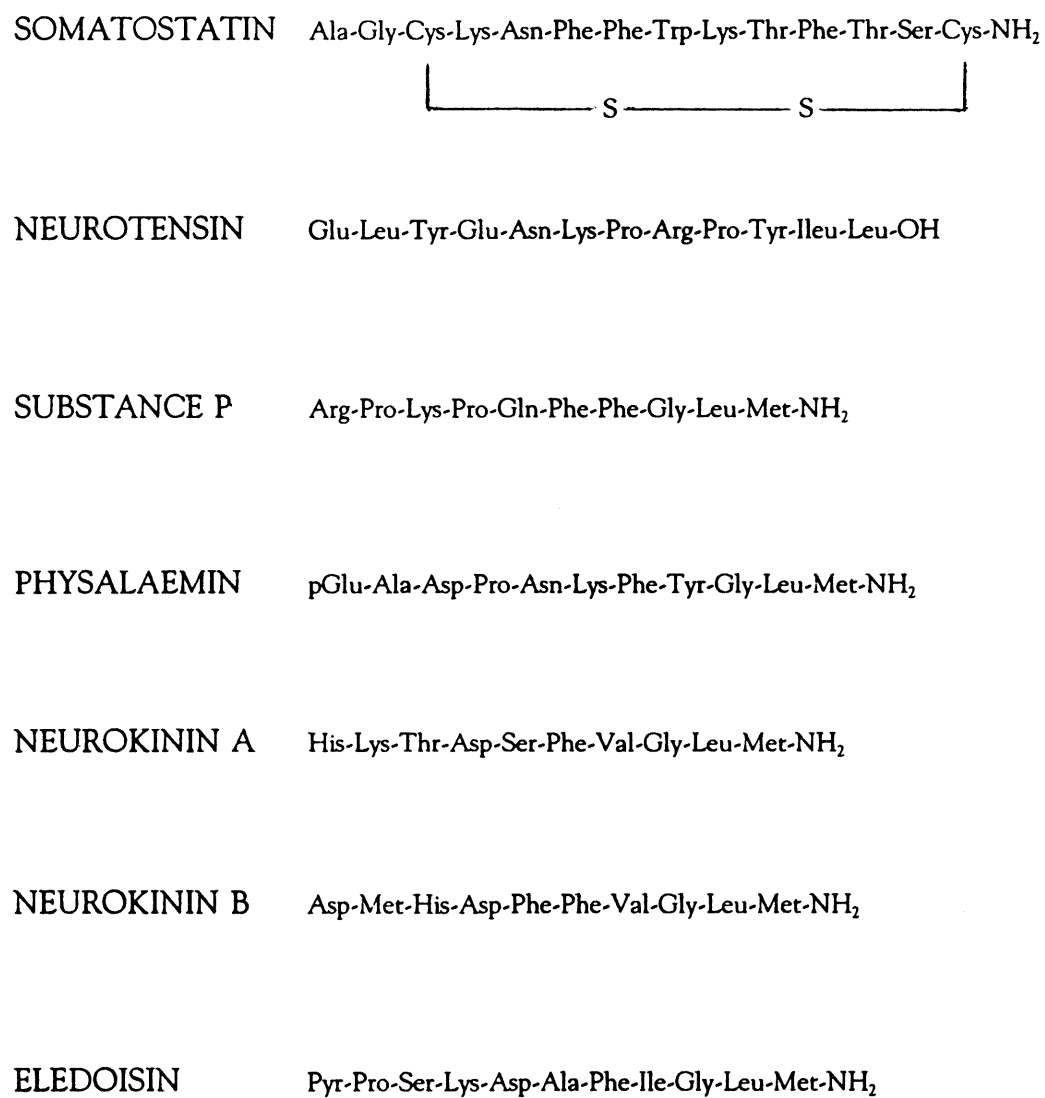 SOMATOSTATIN Ala-Gly-Cys-Lys-Asn-Phe-Phe-Trp-Lys-Thr-Phe-Thr-Ser-Cys-NH₂
S S
NEUROTENSIN Glu-Leu-Tyr-Glu-Asn-Lys-Pro-Arg-Pro-Tyr-Ileu-Leu-OH
SUBSTANCE P Arg-Pro-Lys-Pro-Gln-Phe-Phe-Gly-Leu-Met-NH₂
PHYSALAEMIN pGlu-Ala-Asp-Pro-Asn-Lys-Phe-Tyr-Gly-Leu-Met-NH₂
NEUROKININ A His-Lys-Thr-Asp-Ser-Phe-Val-Gly-Leu-Met-NH₂
NEUROKININ B Asp-Met-His-Asp-Phe-Phe-Val-Gly-Leu-Met-NH₂
ELEDOISIN Pyr-Pro-Ser-Lys-Asp-Ala-Phe-Ile-Gly-Leu-Met-NH₂